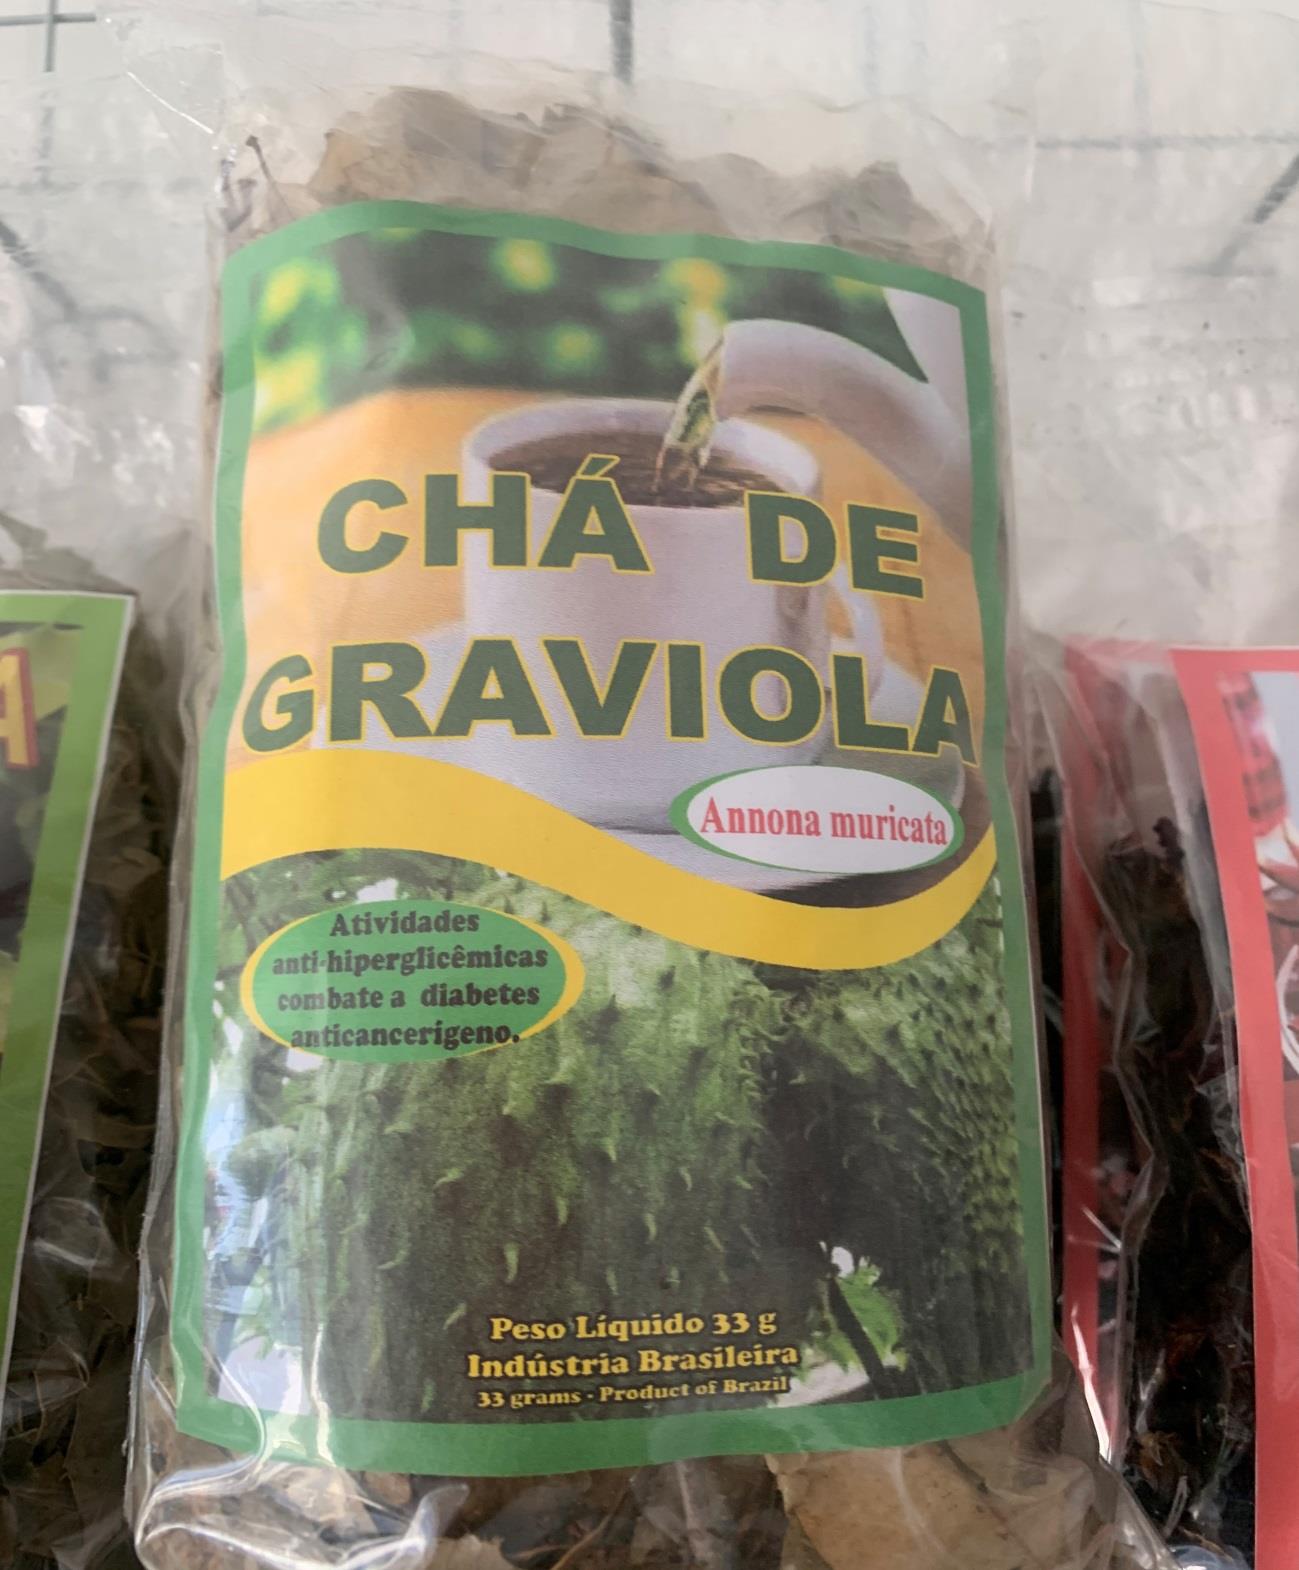 CHÁ DE
GRAVIOLA
Annona muricata
Atividades
anti-hiperglicêmicas
combate a diabetes
anticancerígeno.
Peso Líquido 33 g
Indústria Brasileira
33 grams - Product of Brazil
A